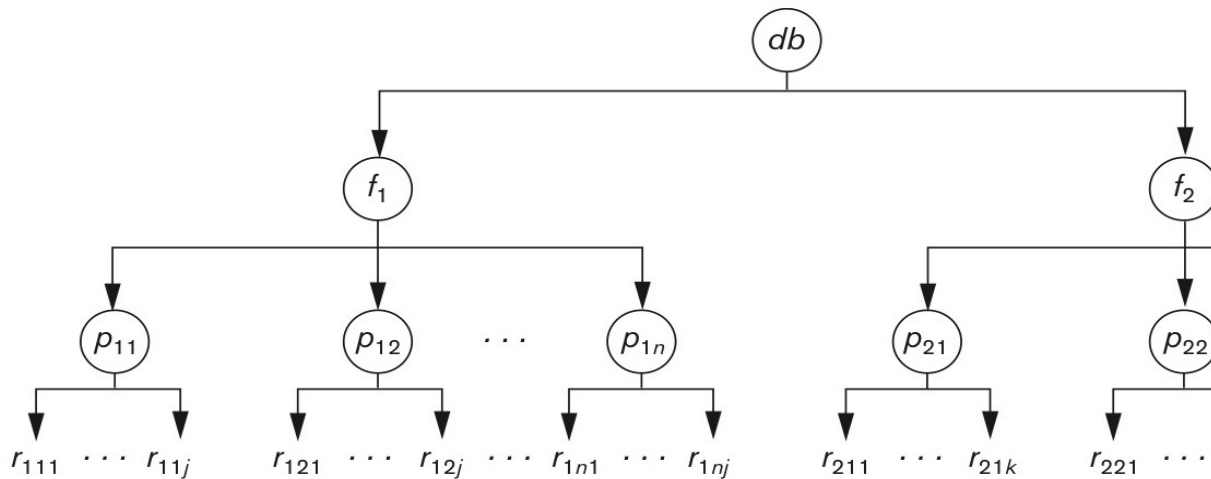 db
f₁ f₂
p₁₁ p₁₂ · · · p₁ₙ p₂₁ p₂₂
r₁₁₁ · · · r₁₁ⱼ r₁₂₁ · · · r₁₂ⱼ · · · r₁ₙ₁ · · · r₁ₙⱼ r₂₁₁ · · · r₂₁ₖ r₂₂₁ · · ·